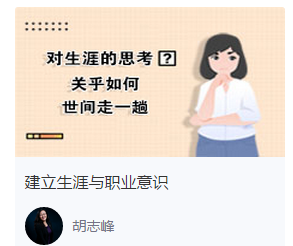 对生涯的思考?
关乎如何
世间走一趟
建立生涯与职业意识
胡志峰